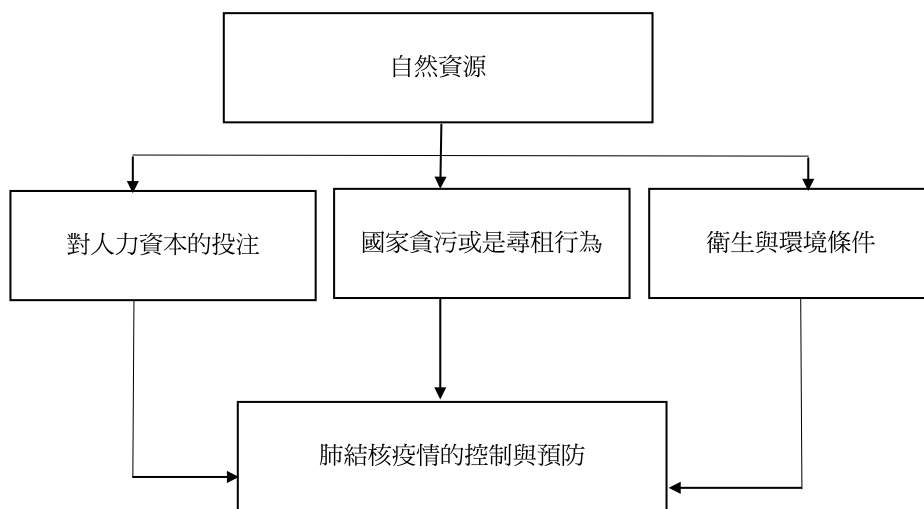 自然資源
對人力資本的投注
國家貪污或是尋租行為
衛生與環境條件
肺結核疫情的控制與預防